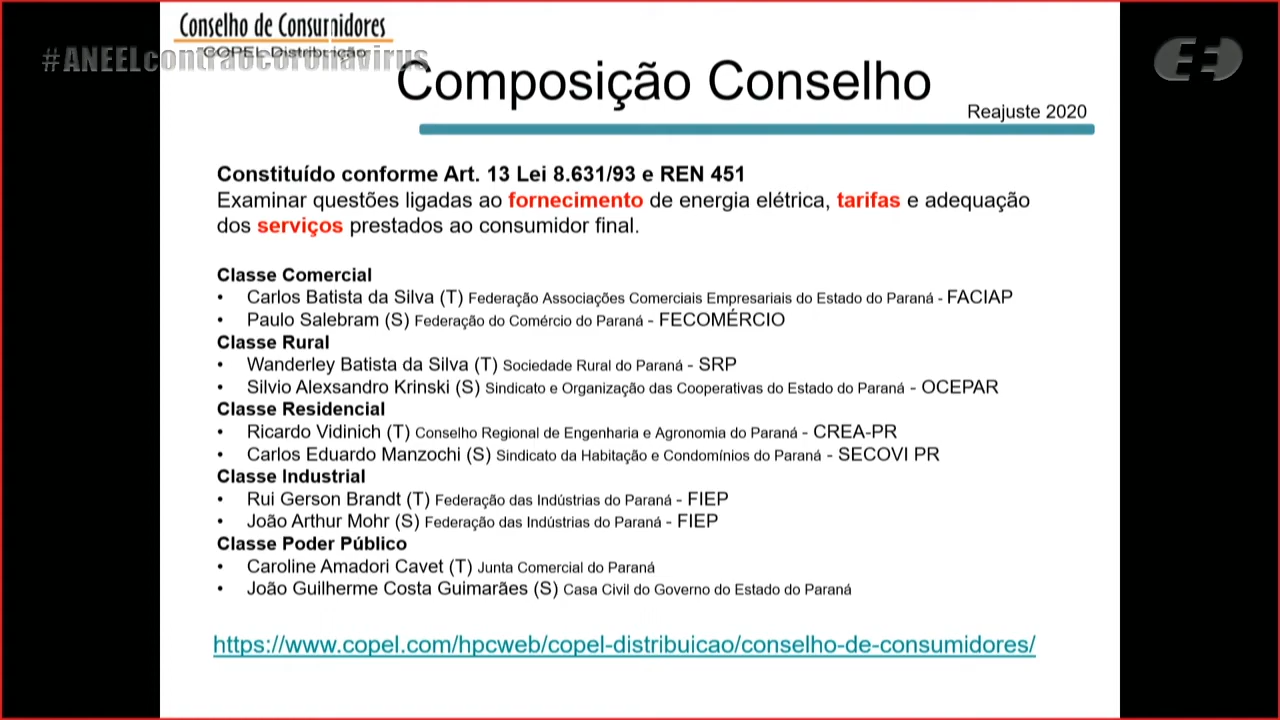 Conselho de Consumidores
COPEL Distribuição
#ANEELcontraocoronavirus
Composição Conselho
Reajuste 2020
Constituído conforme Art. 13 Lei 8.631/93 e REN 451
Examinar questões ligadas ao fornecimento de energia elétrica, tarifas e adequação
dos serviços prestados ao consumidor final.
Classe Comercial
• Carlos Batista da Silva (T) Federação Associações Comerciais Empresariais do Estado do Paraná - FACIAP
• Paulo Salebram (S) Federação do Comércio do Paraná - FECOMÉRCIO
Classe Rural
• Wanderley Batista da Silva (T) Sociedade Rural do Paraná - SRP
• Silvio Alexsandro Krinski (S) Sindicato e Organização das Cooperativas do Estado do Paraná - OCEPAR
Classe Residencial
• Ricardo Vidinich (T) Conselho Regional de Engenharia e Agronomia do Paraná - CREA-PR
• Carlos Eduardo Manzochi (S) Sindicato da Habitação e Condomínios do Paraná - SECOVI PR
Classe Industrial
• Rui Gerson Brandt (T) Federação das Indústrias do Paraná - FIEP
• João Arthur Mohr (S) Federação das Indústrias do Paraná - FIEP
Classe Poder Público
• Caroline Amadori Cavet (T) Junta Comercial do Paraná
• João Guilherme Costa Guimarães (S) Casa Civil do Governo do Estado do Paraná
https://www.copel.com/hpcweb/copel-distribuicao/conselho-de-consumidores/